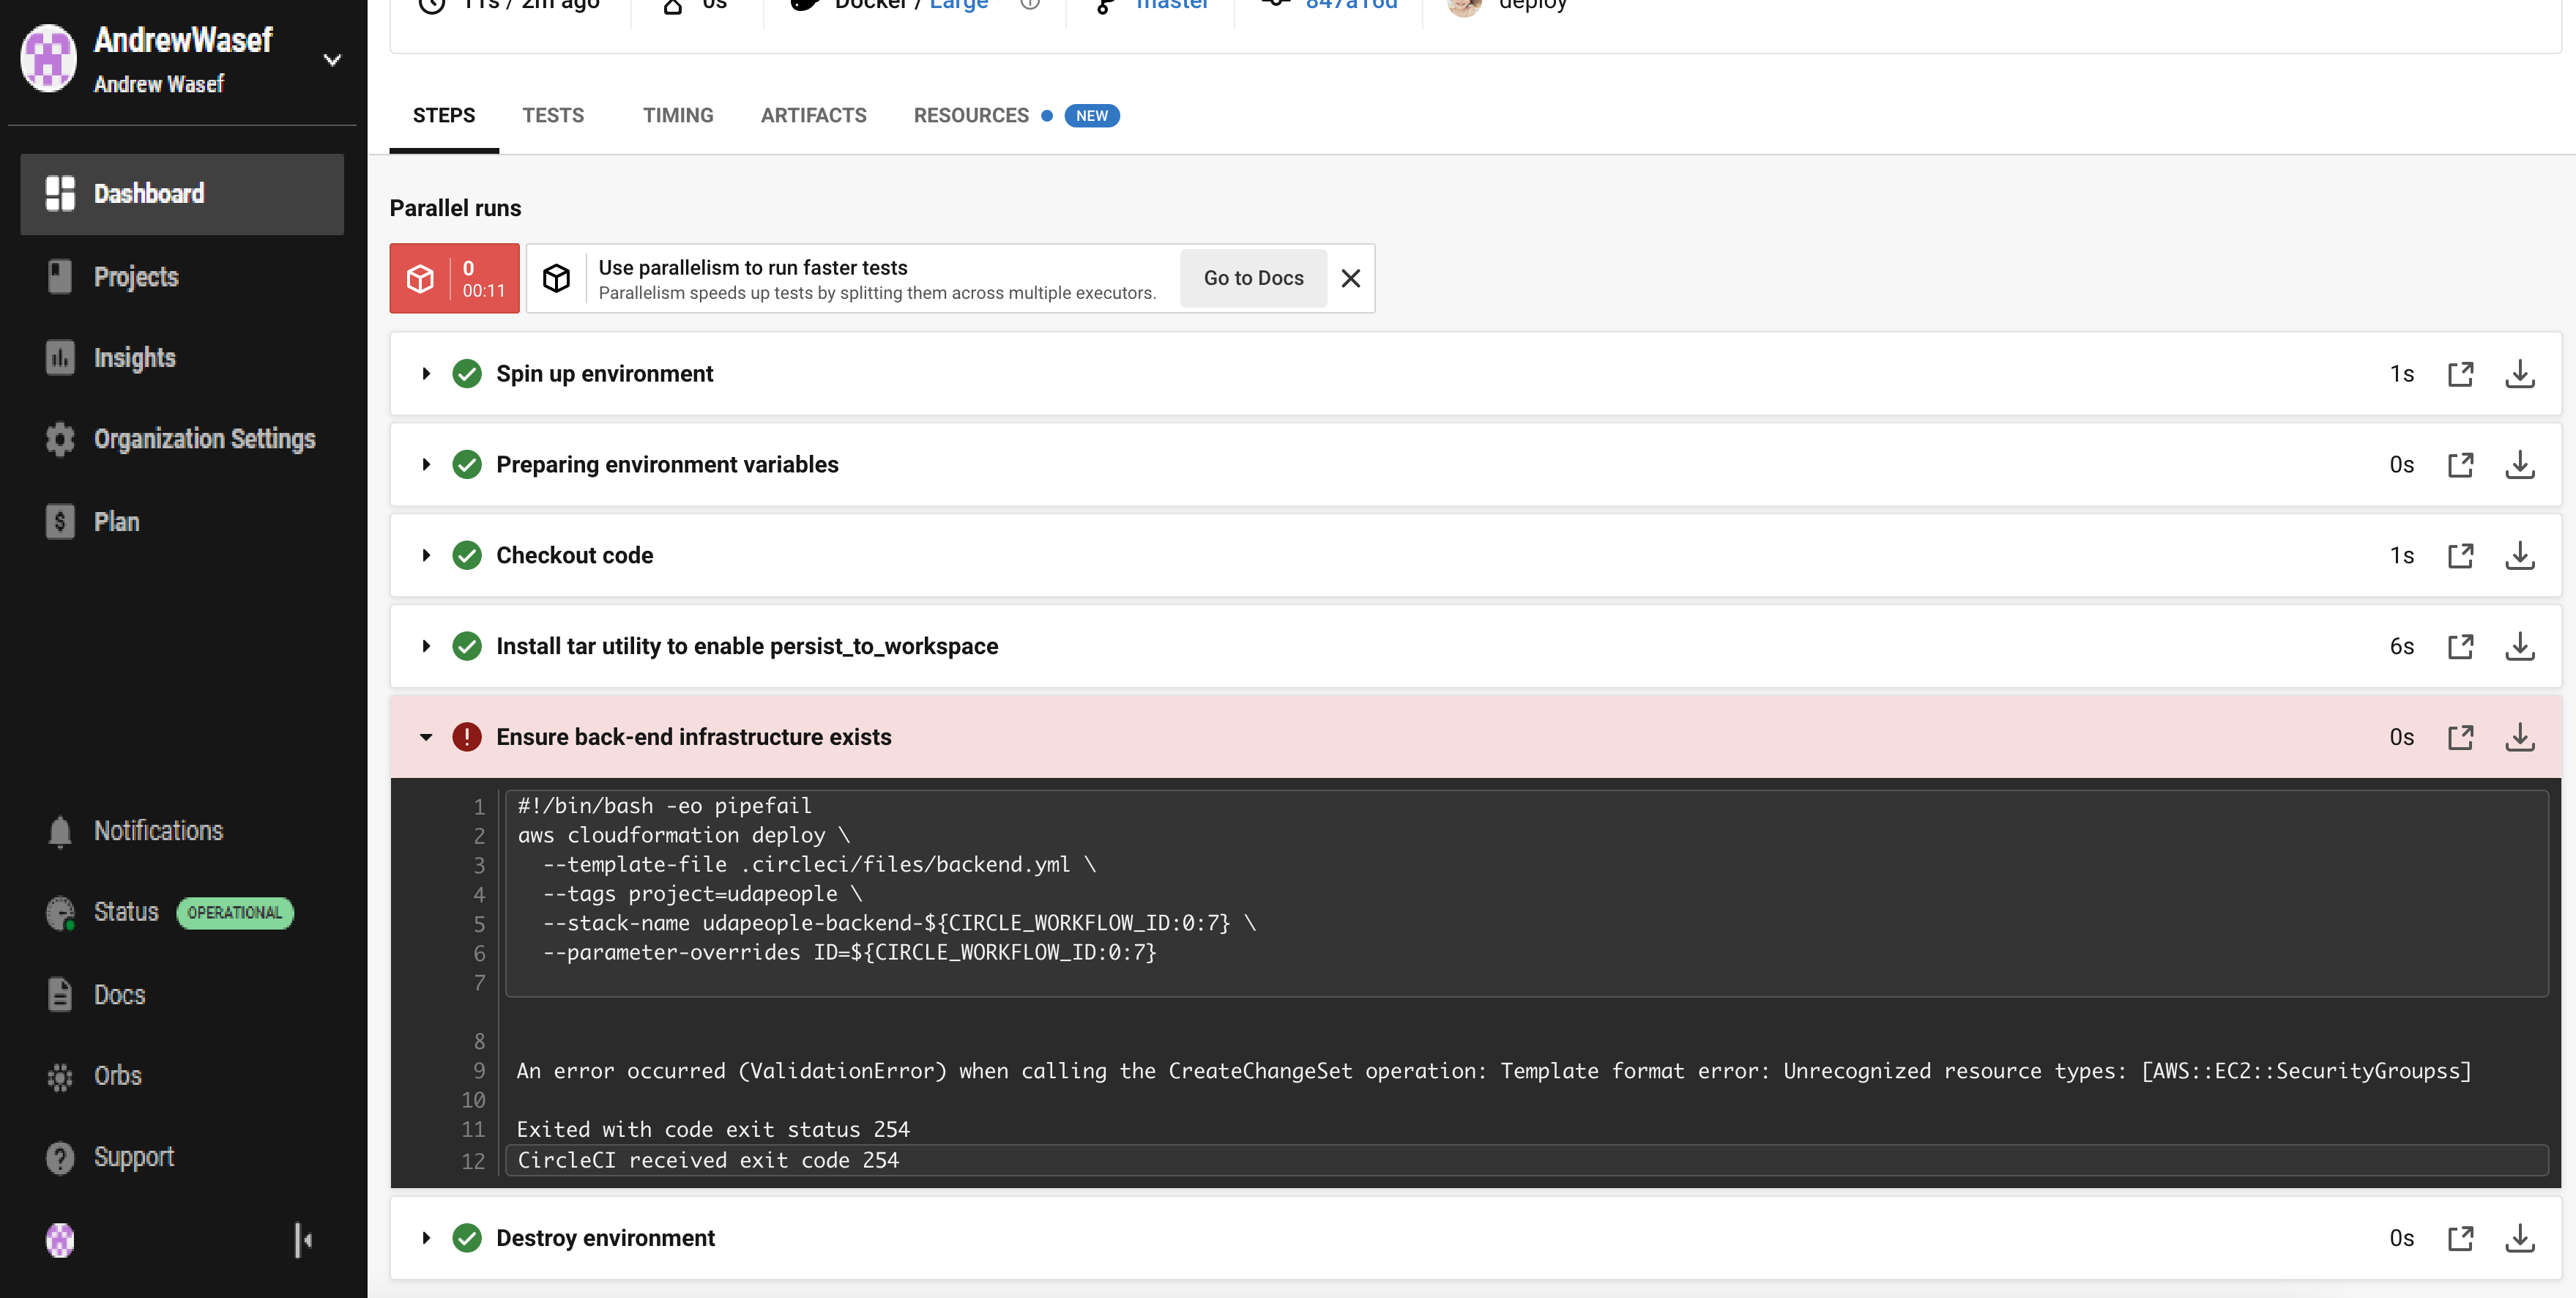 AndrewWasef
Andrew Wasef
Dashboard
Projects
Insights
Organization Settings
Plan
Notifications
Status OPERATIONAL
Docs
Orbs
Support
11s / 2m ago
0s
Docker / Large
master
847a16d
deploy
STEPS TESTS TIMING ARTIFACTS RESOURCES NEW
Parallel runs
0
00:11
Use parallelism to run faster tests
Parallelism speeds up tests by splitting them across multiple executors.
Go to Docs
Spin up environment 1s
Preparing environment variables 0s
Checkout code 1s
Install tar utility to enable persist_to_workspace 6s
Ensure back-end infrastructure exists 0s
1 #!/bin/bash -eo pipefail
2 aws cloudformation deploy \
3 --template-file .circleci/files/backend.yml \
4 --tags project=udapeople \
5 --stack-name udapeople-backend-${CIRCLE_WORKFLOW_ID:0:7} \
6 --parameter-overrides ID=${CIRCLE_WORKFLOW_ID:0:7}
7
8
9 An error occurred (ValidationError) when calling the CreateChangeSet operation: Template format error: Unrecognized resource types: [AWS::EC2::SecurityGroupss]
10
11 Exited with code exit status 254
12 CircleCI received exit code 254
Destroy environment 0s